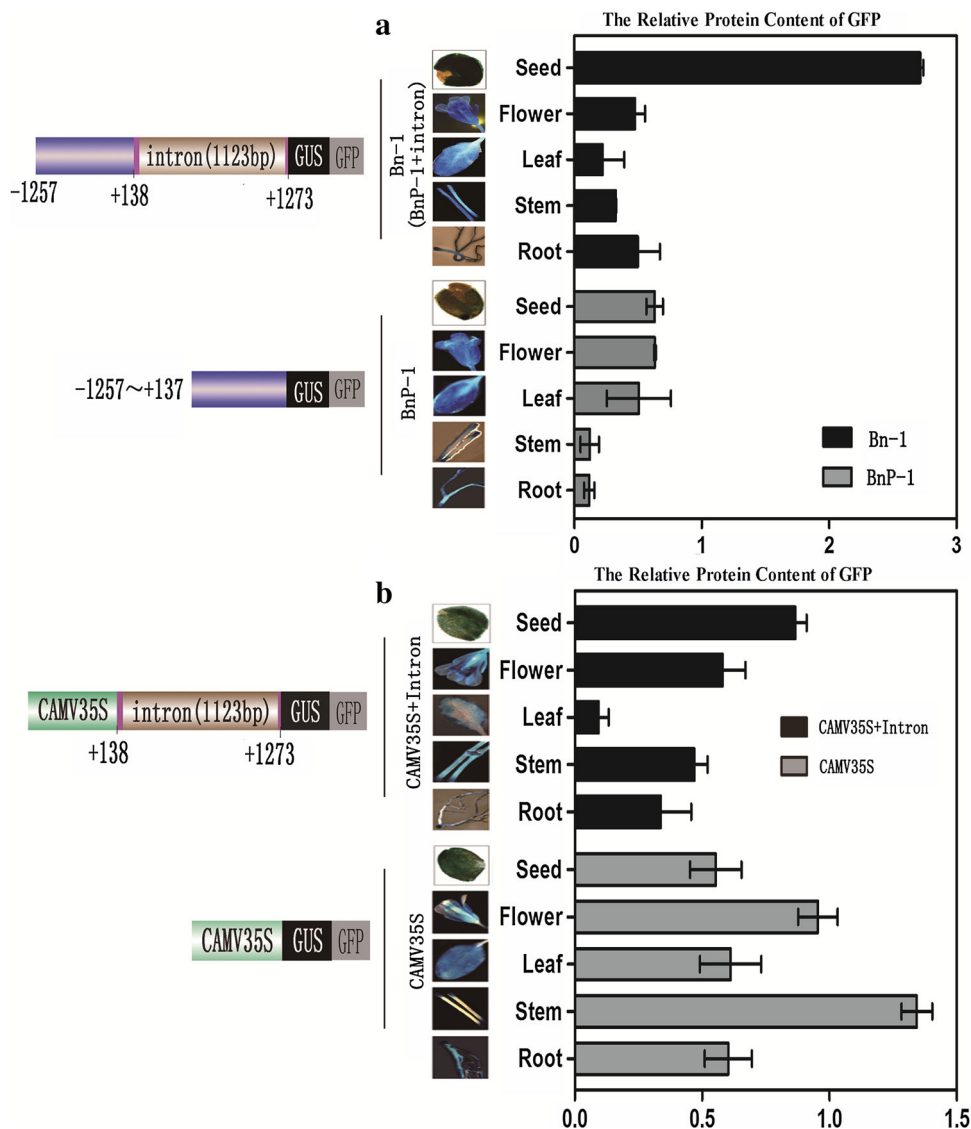 a
The Relative Protein Content of GFP
intron(1123bp)
GUS
GFP
-1257
+138
+1273
Bn-1
(BnP-1+intron)
Seed
Flower
Leaf
Stem
Root
-1257～+137
GUS
GFP
BnP-1
Seed
Flower
Leaf
Stem
Root
Bn-1
BnP-1
0
1
2
3
b
The Relative Protein Content of GFP
CAMV35S
intron(1123bp)
GUS
GFP
+138
+1273
CAMV35S+Intron
Seed
Flower
Leaf
Stem
Root
CAMV35S+Intron
CAMV35S
CAMV35S
GUS
GFP
CAMV35S
Seed
Flower
Leaf
Stem
Root
0.0
0.5
1.0
1.5